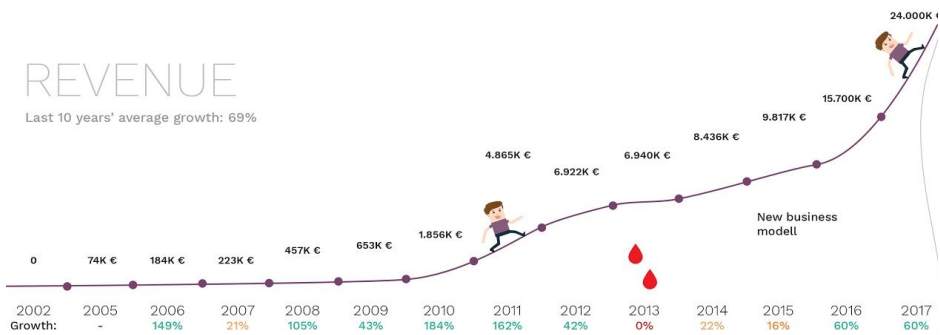 24.000K €
REVENUE
Last 10 years' average growth: 69%
15.700K €
9.817K €
8.436K €
4.865K €
6.940K €
6.922K €
New business
modell
1.856K €
653K €
457K €
0
74K €
184K €
223K €
2002 2005 2006 2007 2008 2009 2010 2011 2012 2013 2014 2015 2016 2017
Growth: - 149% 21% 105% 43% 184% 162% 42% 0% 22% 16% 60% 60%